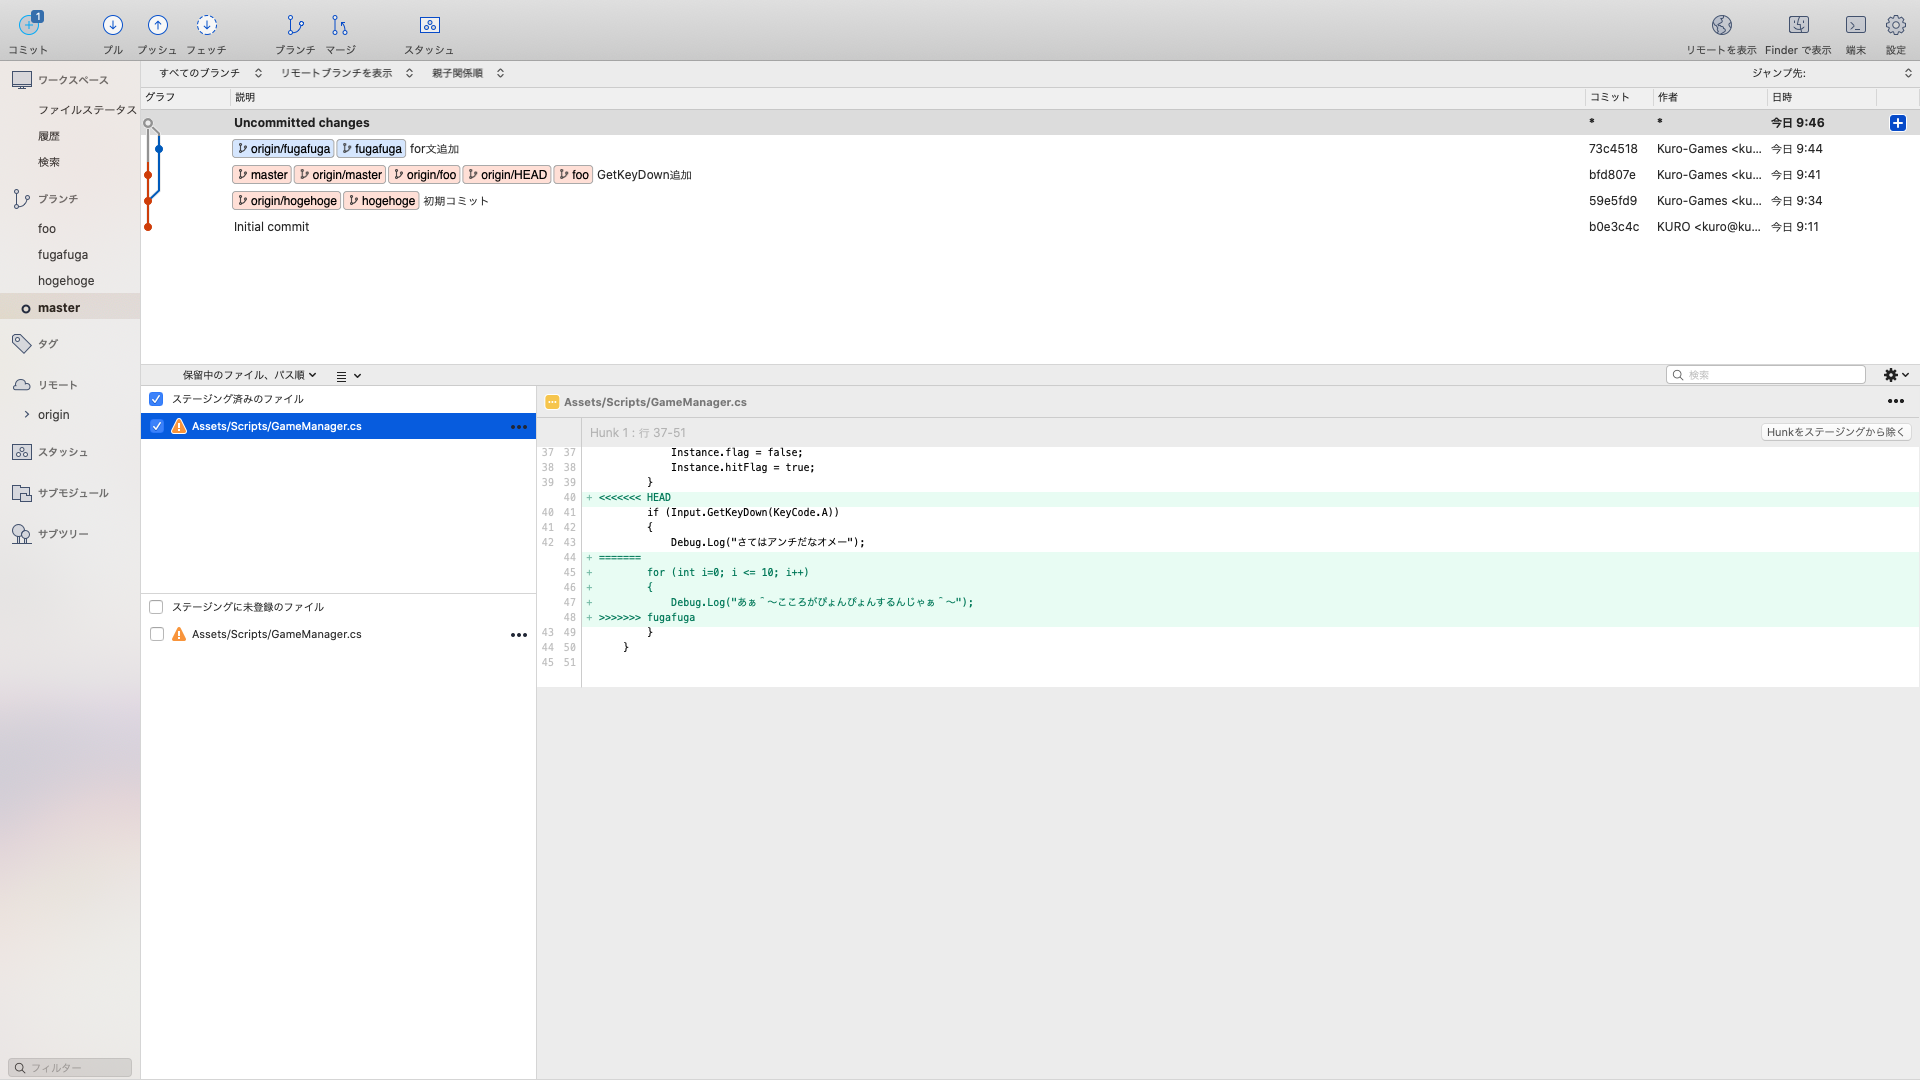 1
コミット プル プッシュ フェッチ ブランチ マージ スタッシュ リモートを表示 Finder で表示 端末 設定
ワークスペース
ファイルステータス
履歴
検索
ブランチ
foo
fugafuga
hogehoge
master
タグ
リモート
origin
スタッシュ
サブモジュール
サブツリー
フィルター
すべてのブランチ リモートブランチを表示 親子関係順 ジャンプ先:
グラフ 説明 コミット 作者 日時
Uncommitted changes * * 今日 9:46
origin/fugafuga fugafuga for文追加 73c4518 Kuro-Games <ku... 今日 9:44
master origin/master origin/foo origin/HEAD foo GetKeyDown追加 bfd807e Kuro-Games <ku... 今日 9:41
origin/hogehoge hogehoge 初期コミット 59e5fd9 Kuro-Games <ku... 今日 9:34
Initial commit b0e3c4c KURO <kuro@ku... 今日 9:11
保留中のファイル、パス順 検索
ステージング済みのファイル
Assets/Scripts/GameManager.cs
ステージングに未登録のファイル
Assets/Scripts/GameManager.cs
Assets/Scripts/GameManager.cs
Hunk 1 : 行 37-51 Hunkをステージングから除く
37 37 Instance.flag = false;
38 38 Instance.hitFlag = true;
39 39 }
40 + <<<<<<< HEAD
40 41 if (Input.GetKeyDown(KeyCode.A))
41 42 {
42 43 Debug.Log("さてはアンチだなオメー");
44 + =======
45 + for (int i=0; i <= 10; i++)
46 + {
47 + Debug.Log("あぁ＾〜こころがぴょんぴょんするんじゃぁ＾〜");
48 + >>>>>>> fugafuga
43 49 }
44 50 }
45 51